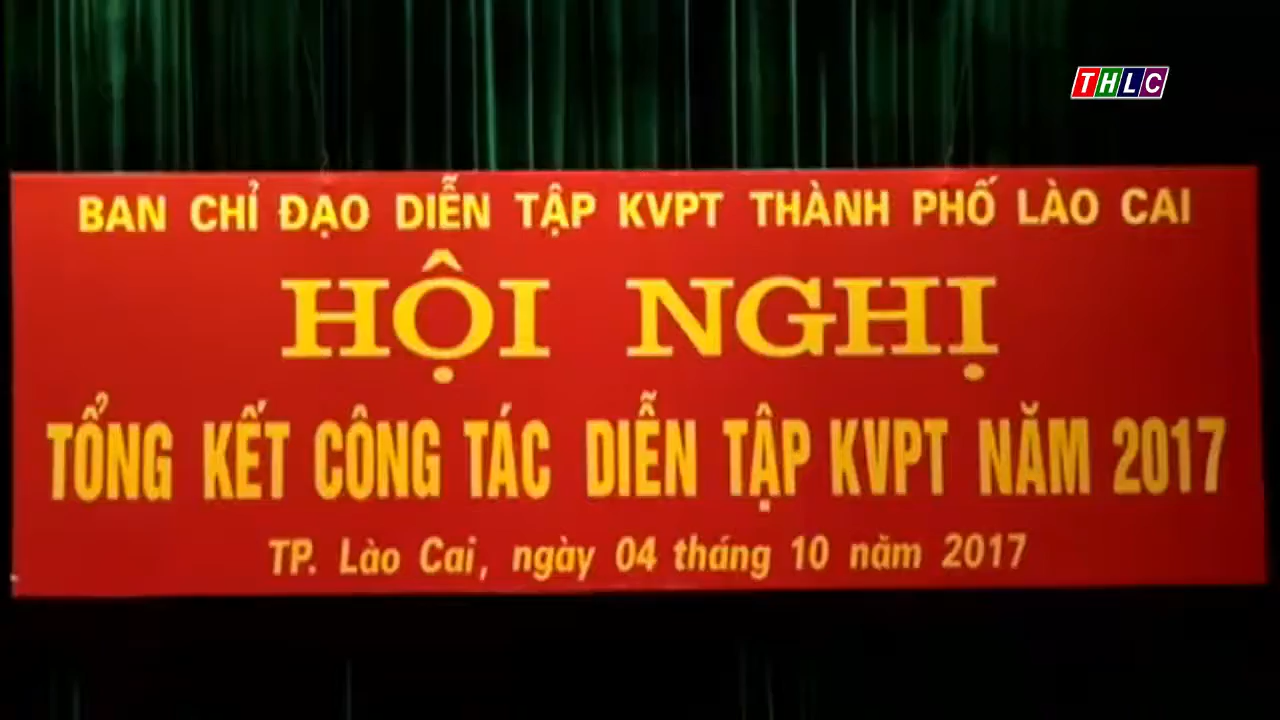 THLC
BAN CHỈ ĐẠO DIỄN TẬP KVPT THÀNH PHỐ LÀO CAI
HỘI NGHỊ
TỔNG KẾT CÔNG TÁC DIỄN TẬP KVPT NĂM 2017
TP. Lào Cai, ngày 04 tháng 10 năm 2017